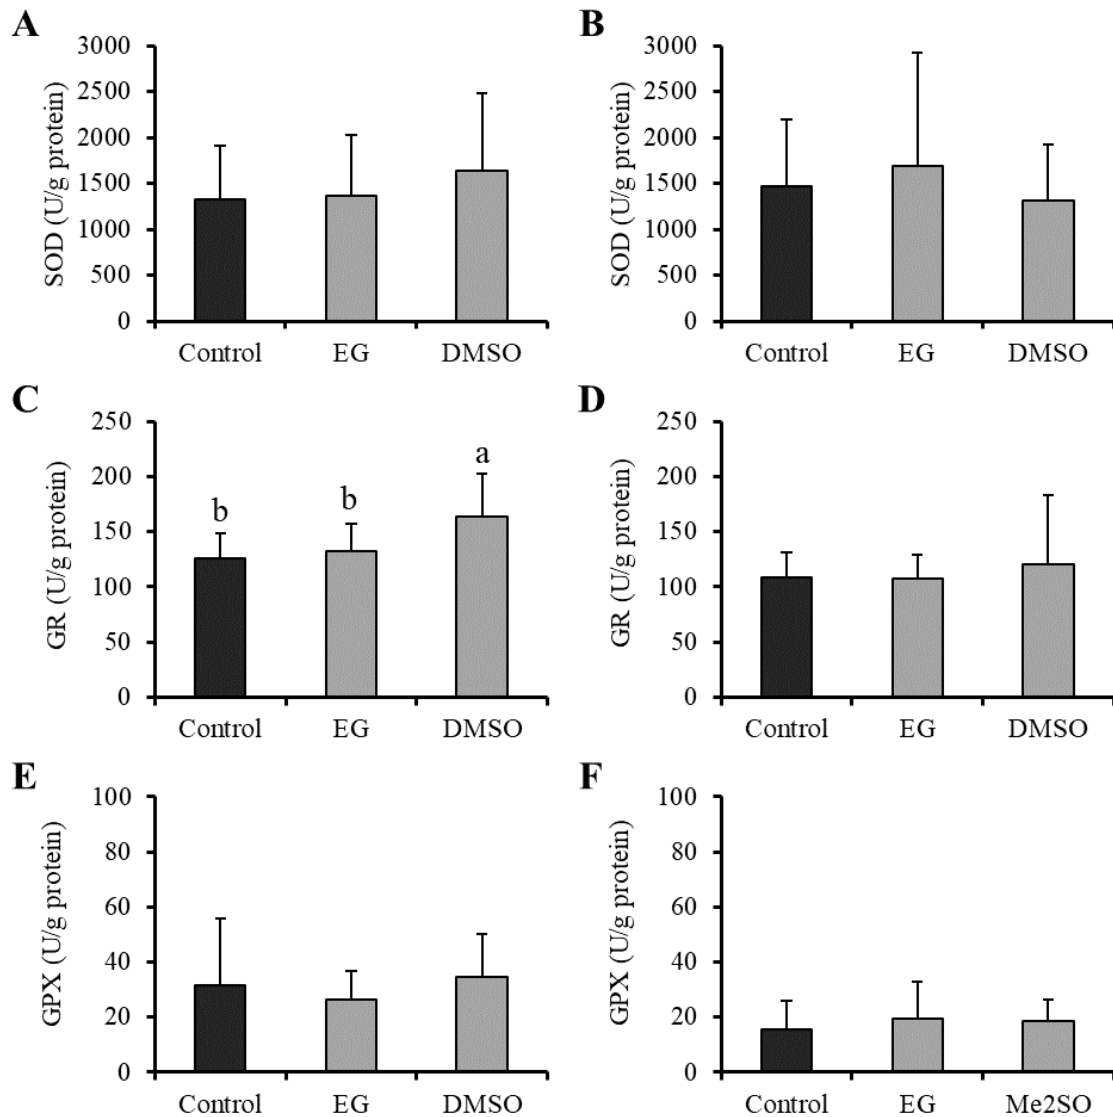 A
SOD (U/g protein)
3000
2500
2000
1500
1000
500
0
Control EG DMSO
B
SOD (U/g protein)
3000
2500
2000
1500
1000
500
0
Control EG DMSO
C
GR (U/g protein)
250
200
150
100
50
0
b b a
Control EG DMSO
D
GR (U/g protein)
250
200
150
100
50
0
Control EG DMSO
E
GPX (U/g protein)
100
80
60
40
20
0
Control EG DMSO
F
GPX (U/g protein)
100
80
60
40
20
0
Control EG Me2SO